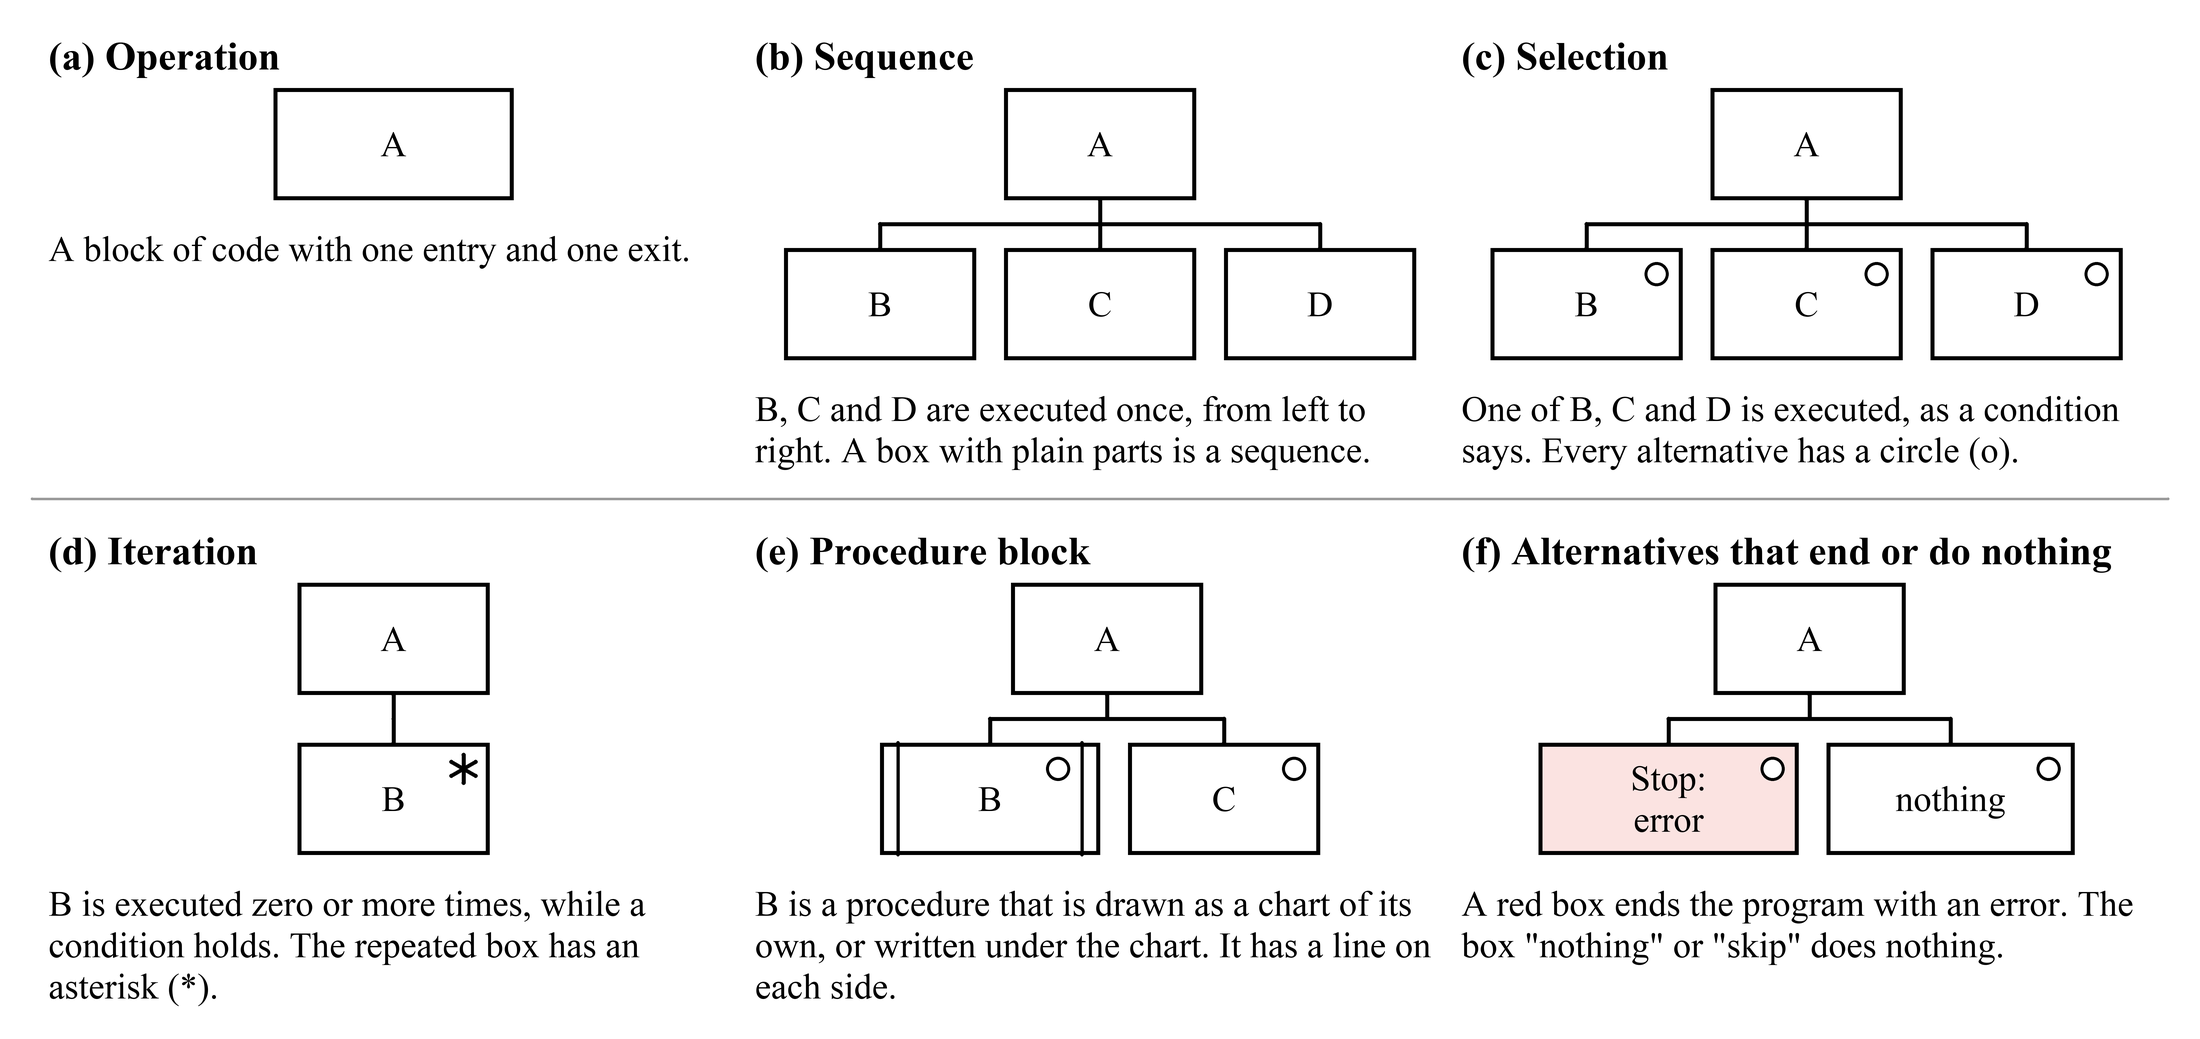 (a) Operation
A
A block of code with one entry and one exit.
(b) Sequence
A
B
C
D
B, C and D are executed once, from left to
right. A box with plain parts is a sequence.
(c) Selection
A
B
C
D
One of B, C and D is executed, as a condition
says. Every alternative has a circle (o).
(d) Iteration
A
B
*
B is executed zero or more times, while a
condition holds. The repeated box has an
asterisk (*).
(e) Procedure block
A
B
C
B is a procedure that is drawn as a chart of its
own, or written under the chart. It has a line on
each side.
(f) Alternatives that end or do nothing
A
Stop:
error
nothing
A red box ends the program with an error. The
box "nothing" or "skip" does nothing.